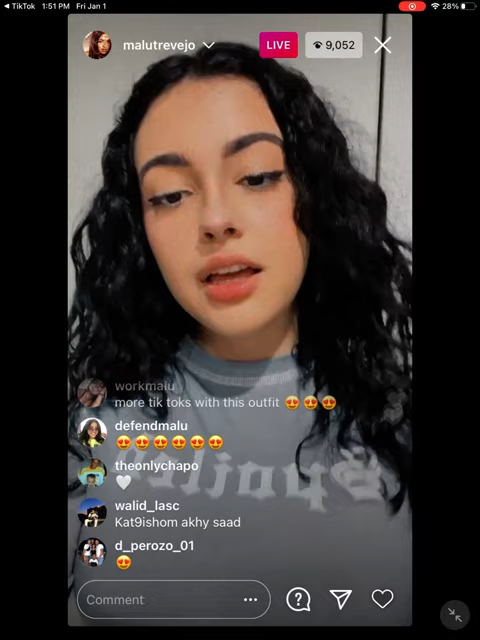 TikTok 1:51 PM Fri Jan 1 28%
malutrevejo LIVE 9,052
workmalu
more tik toks with this outfit 😍😍😍
defendmalu
😍😍😍😍😍😍
theonlychapo
🤍
walid_lasc
Kat9ishom akhy saad
d_perozo_01
😍
Comment